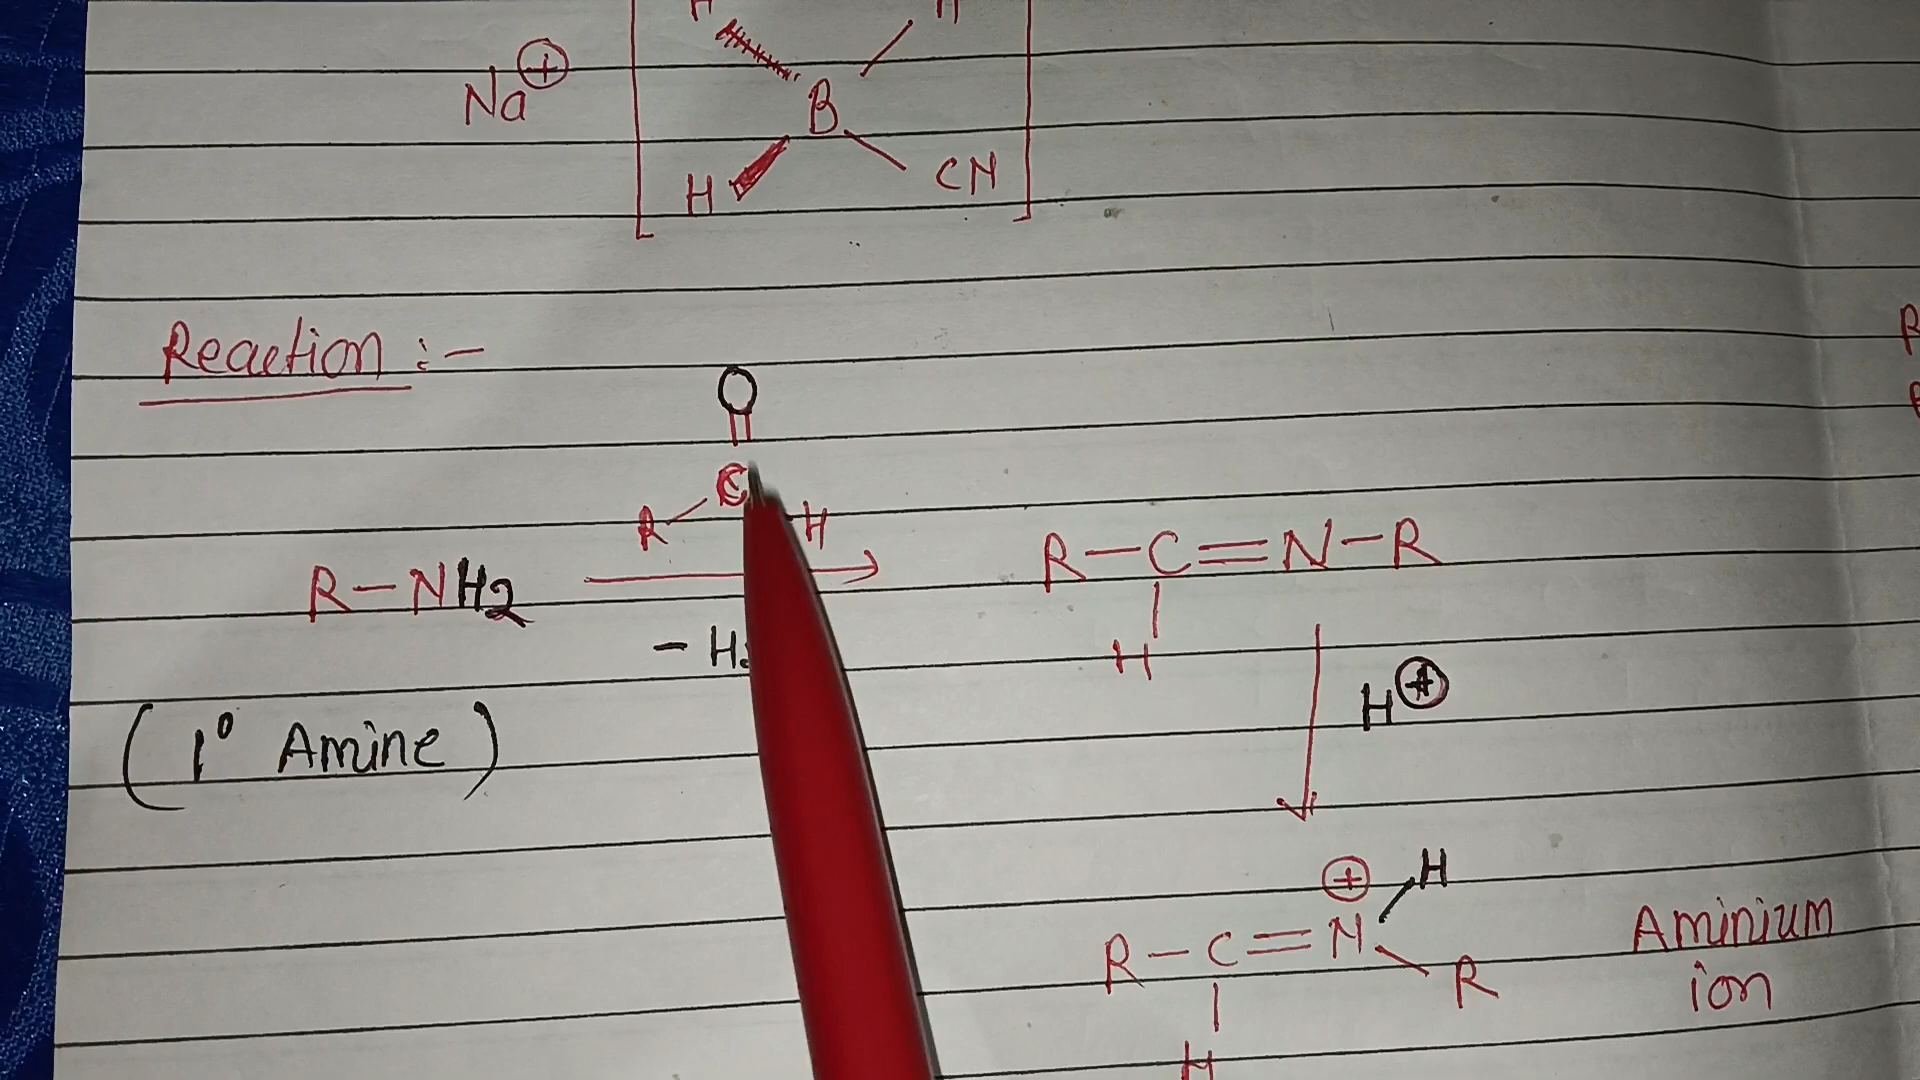 H H
Na⊕ B
H CN
Reaction :-
O
C
R H
R-NH2 R-C=N-R
- H
H
H⊕
(1° Amine)
⊕ H
R-C=N Aminium
R ion
H